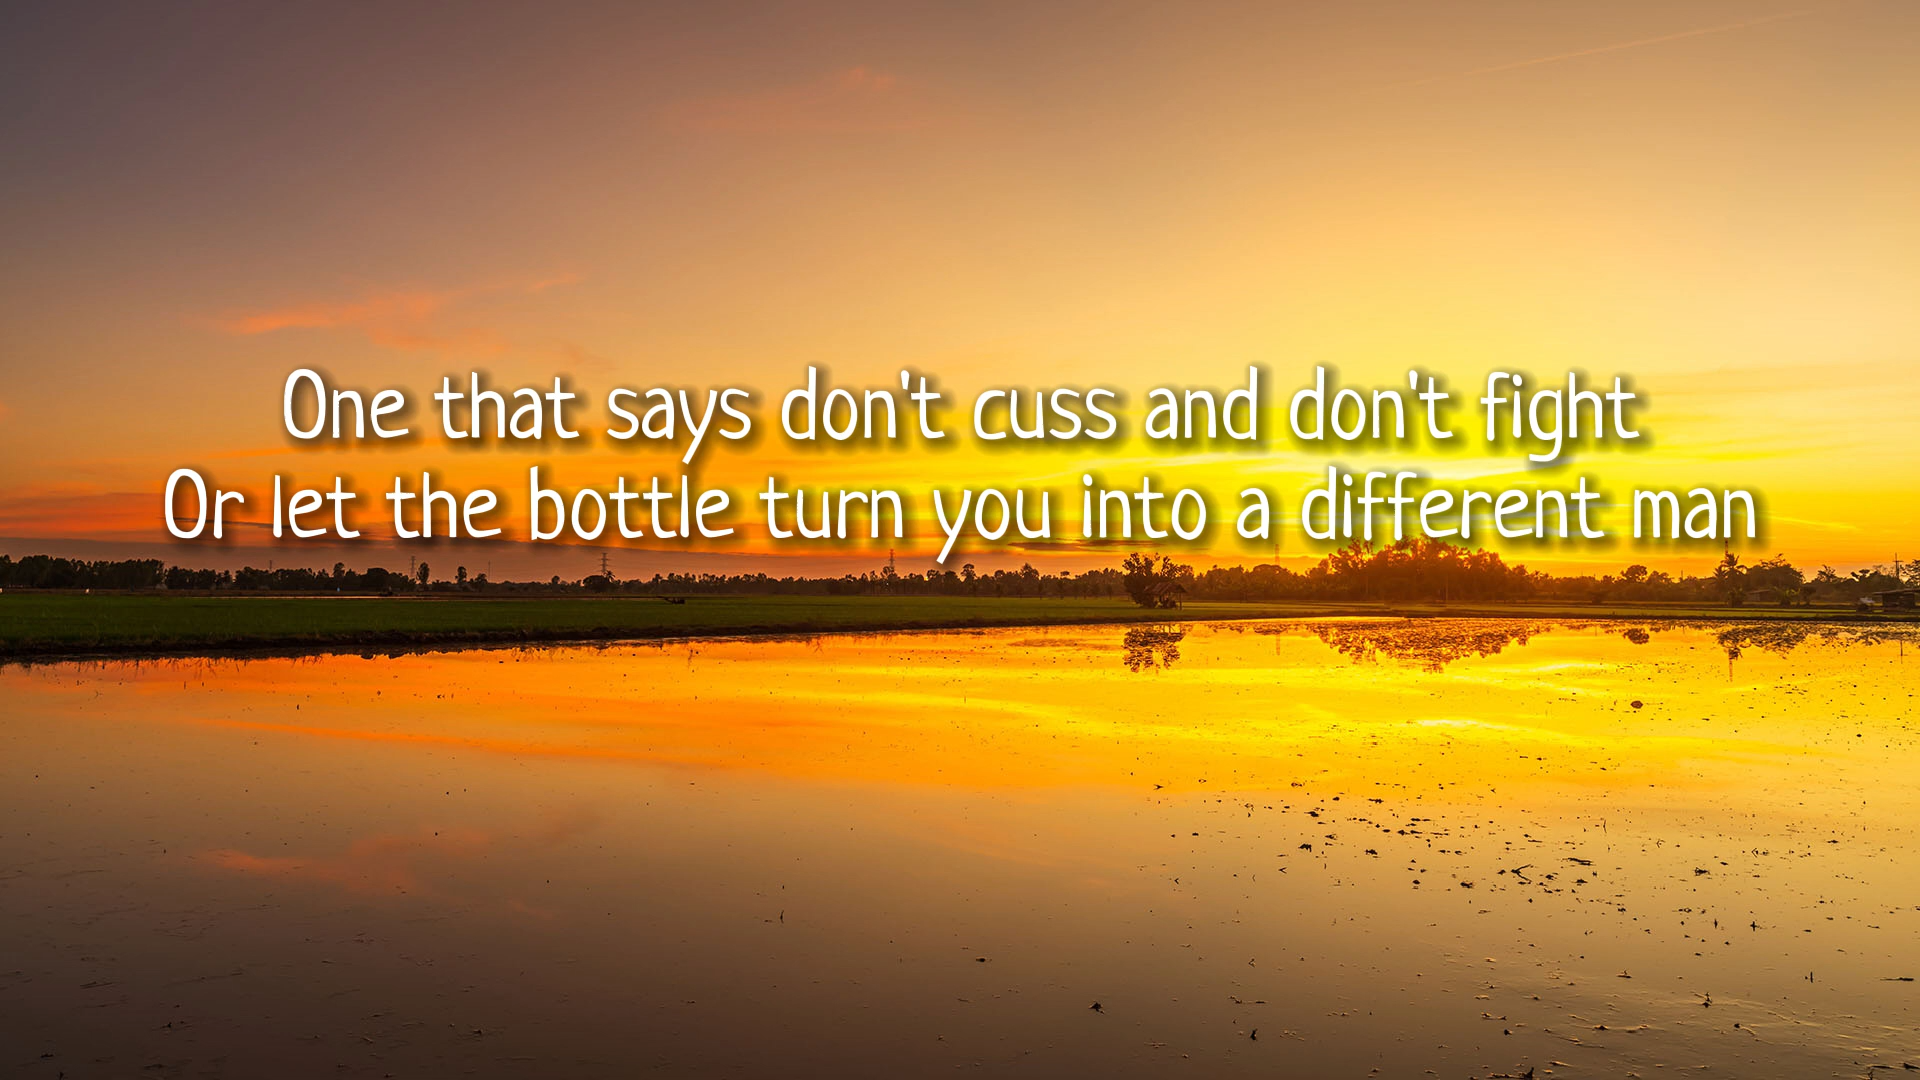 One that says don't cuss and don't fight
Or let the bottle turn you into a different man